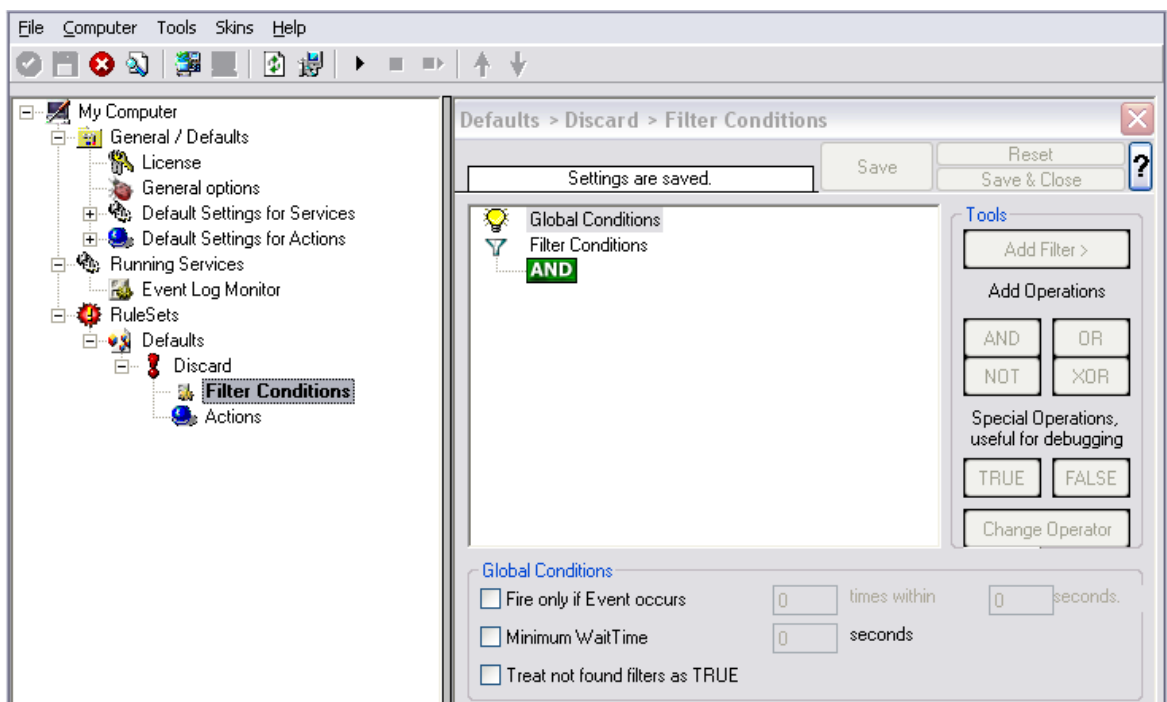 File Computer Tools Skins Help
My Computer
General / Defaults
License
General options
Default Settings for Services
Default Settings for Actions
Running Services
Event Log Monitor
RuleSets
Defaults
Discard
Filter Conditions
Actions
Defaults > Discard > Filter Conditions
Settings are saved.
Save
Reset
Save & Close
?
Global Conditions
Filter Conditions
AND
Tools
Add Filter >
Add Operations
AND OR
NOT XOR
Special Operations,
useful for debugging
TRUE FALSE
Change Operator
Global Conditions
Fire only if Event occurs 0 times within 0 seconds.
Minimum WaitTime 0 seconds
Treat not found filters as TRUE